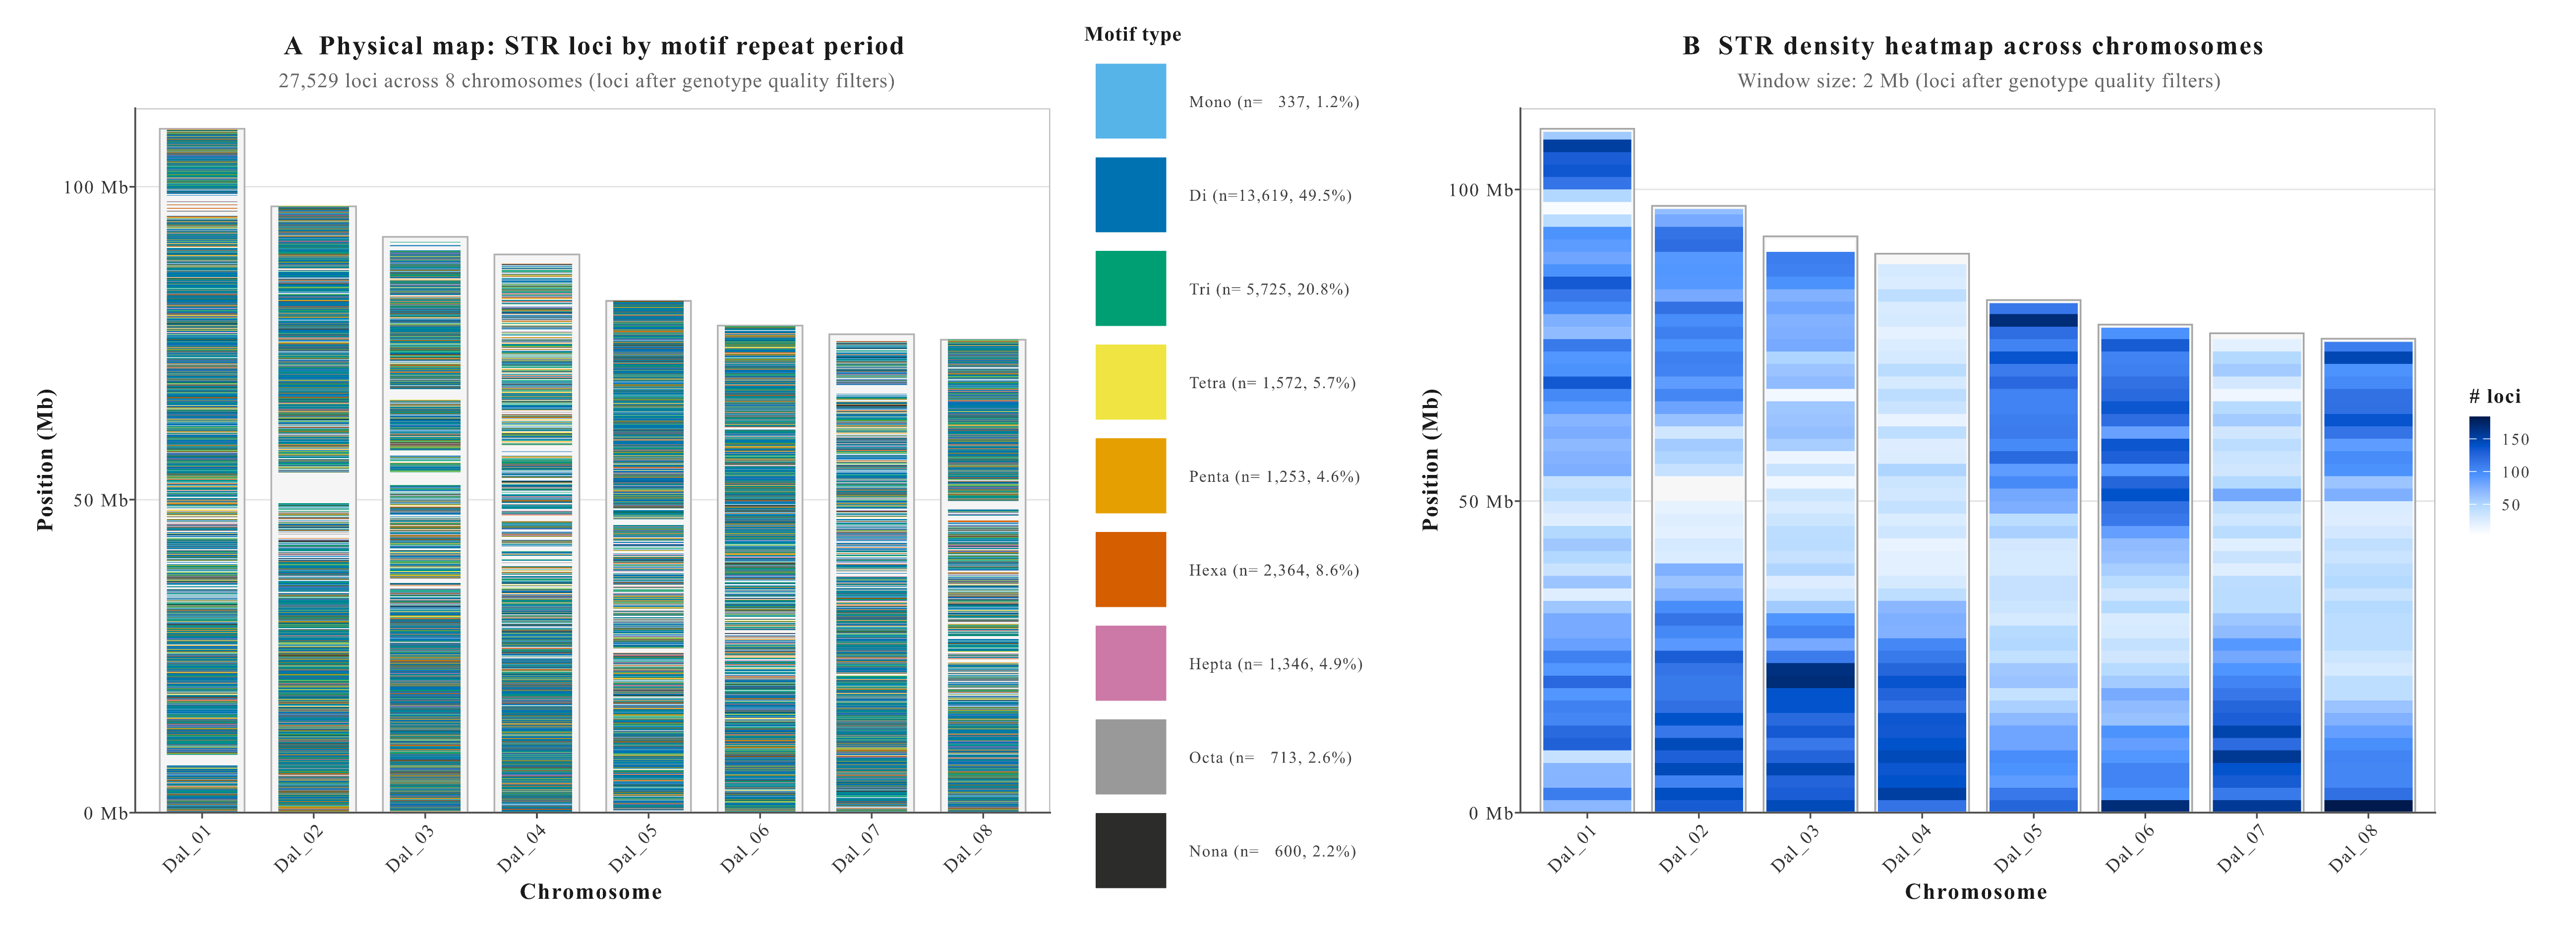 A Physical map: STR loci by motif repeat period
27,529 loci across 8 chromosomes (loci after genotype quality filters)
Position (Mb)
100 Mb
50 Mb
0 Mb
Dal_01
Dal_02
Dal_03
Dal_04
Dal_05
Dal_06
Dal_07
Dal_08
Chromosome
Motif type
Mono (n= 337, 1.2%)
Di (n=13,619, 49.5%)
Tri (n= 5,725, 20.8%)
Tetra (n= 1,572, 5.7%)
Penta (n= 1,253, 4.6%)
Hexa (n= 2,364, 8.6%)
Hepta (n= 1,346, 4.9%)
Octa (n= 713, 2.6%)
Nona (n= 600, 2.2%)
B STR density heatmap across chromosomes
Window size: 2 Mb (loci after genotype quality filters)
Position (Mb)
100 Mb
50 Mb
0 Mb
Dal_01
Dal_02
Dal_03
Dal_04
Dal_05
Dal_06
Dal_07
Dal_08
Chromosome
# loci
150
100
50